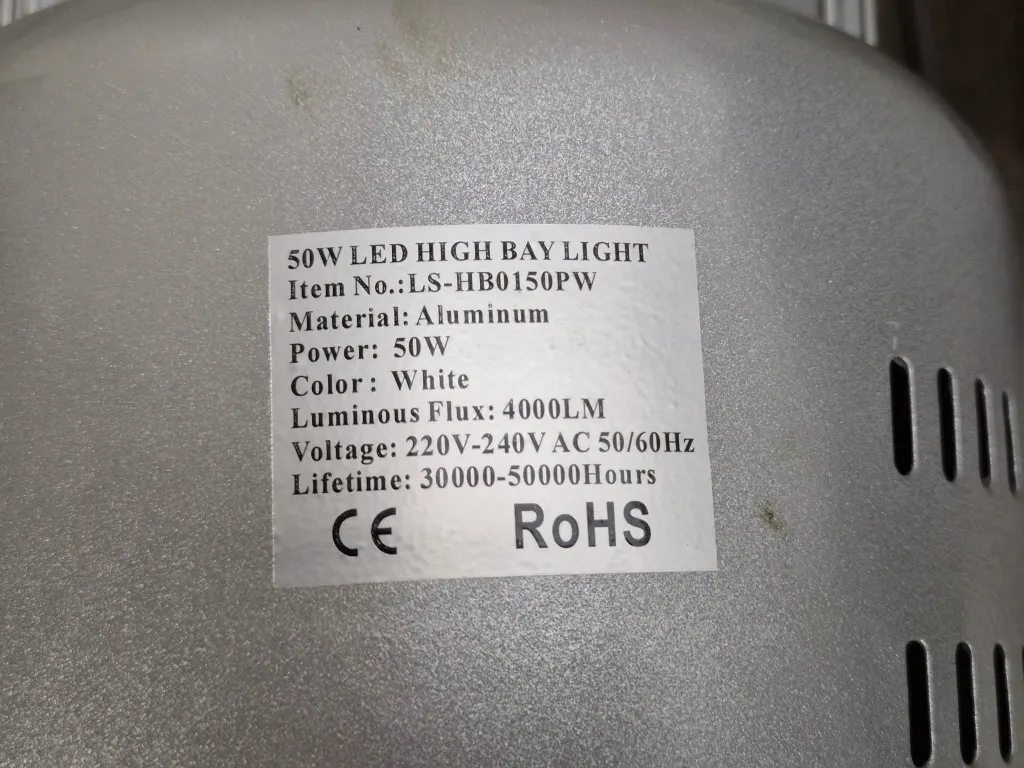 50W LED HIGH BAY LIGHT
Item No.:LS-HB0150PW
Material: Aluminum
Power: 50W
Color: White
Luminous Flux: 4000LM
Voltage: 220V-240V AC 50/60Hz
Lifetime: 30000-50000Hours
CE RoHS